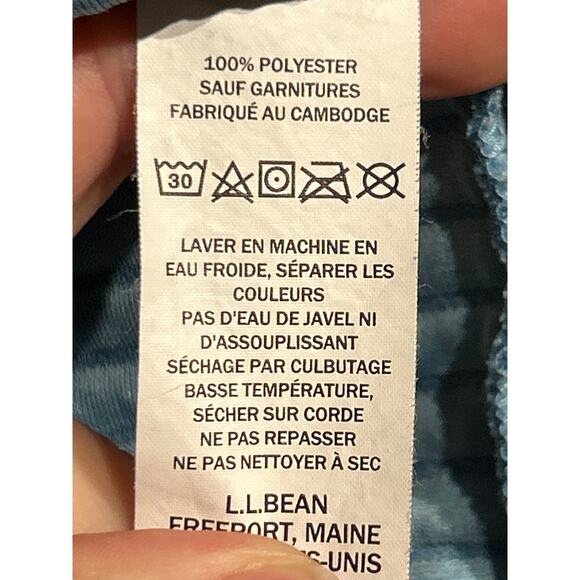 100% POLYESTER
SAUF GARNITURES
FABRIQUÉ AU CAMBODGE
30
LAVER EN MACHINE EN
EAU FROIDE, SÉPARER LES
COULEURS
PAS D'EAU DE JAVEL NI
D'ASSOUPLISSANT
SÉCHAGE PAR CULBUTAGE
BASSE TEMPÉRATURE,
SÉCHER SUR CORDE
NE PAS REPASSER
NE PAS NETTOYER À SEC
L.L.BEAN
FREEPORT, MAINE